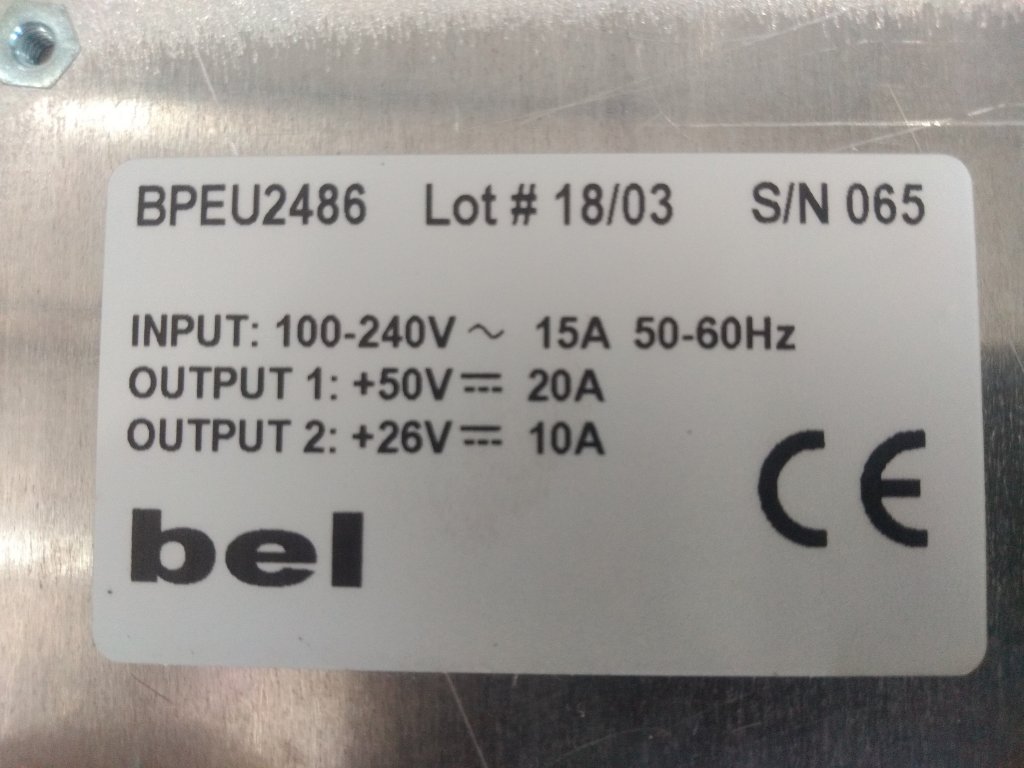 BPEU2486 Lot # 18/03 S/N 065
INPUT: 100-240V ~ 15A 50-60Hz
OUTPUT 1: +50V⎓ 20A
OUTPUT 2: +26V⎓ 10A
bel
CE